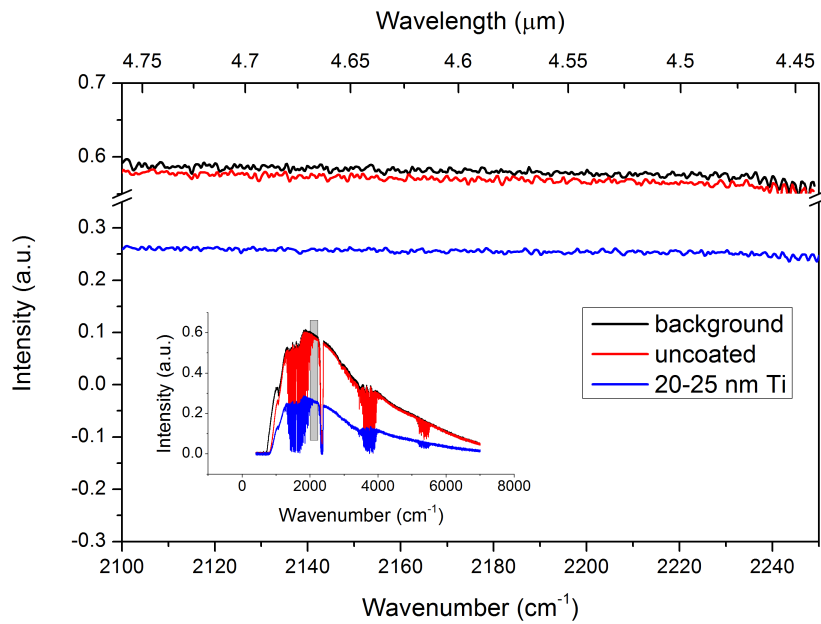 Wavelength (μm)
4.75 4.7 4.65 4.6 4.55 4.5 4.45
0.7
0.6
0.3
0.2
0.1
0.0
-0.1
-0.2
-0.3
Intensity (a.u.)
background
uncoated
20-25 nm Ti
0.6
0.4
0.2
0.0
Intensity (a.u.)
0 2000 4000 6000 8000
Wavenumber (cm⁻¹)
2100 2120 2140 2160 2180 2200 2220 2240
Wavenumber (cm⁻¹)